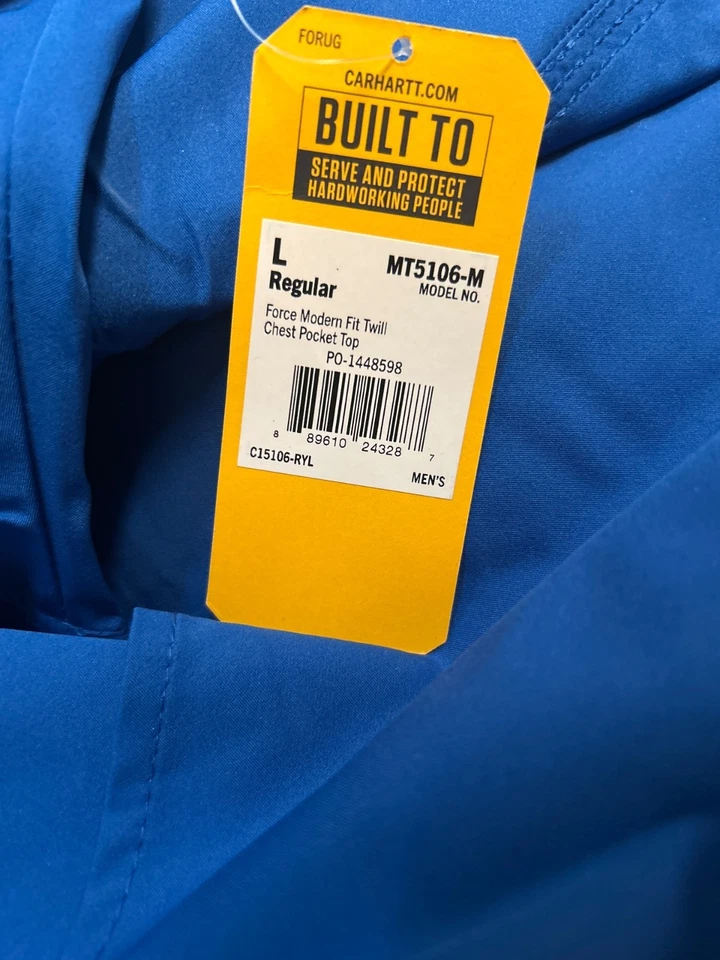 FORUG
CARHARTT.COM
BUILT TO
SERVE AND PROTECT
HARDWORKING PEOPLE
L
Regular
MT5106-M
MODEL NO.
Force Modern Fit Twill
Chest Pocket Top
PO-1448598
8 89610 24328 7
C15106-RYL
MEN'S